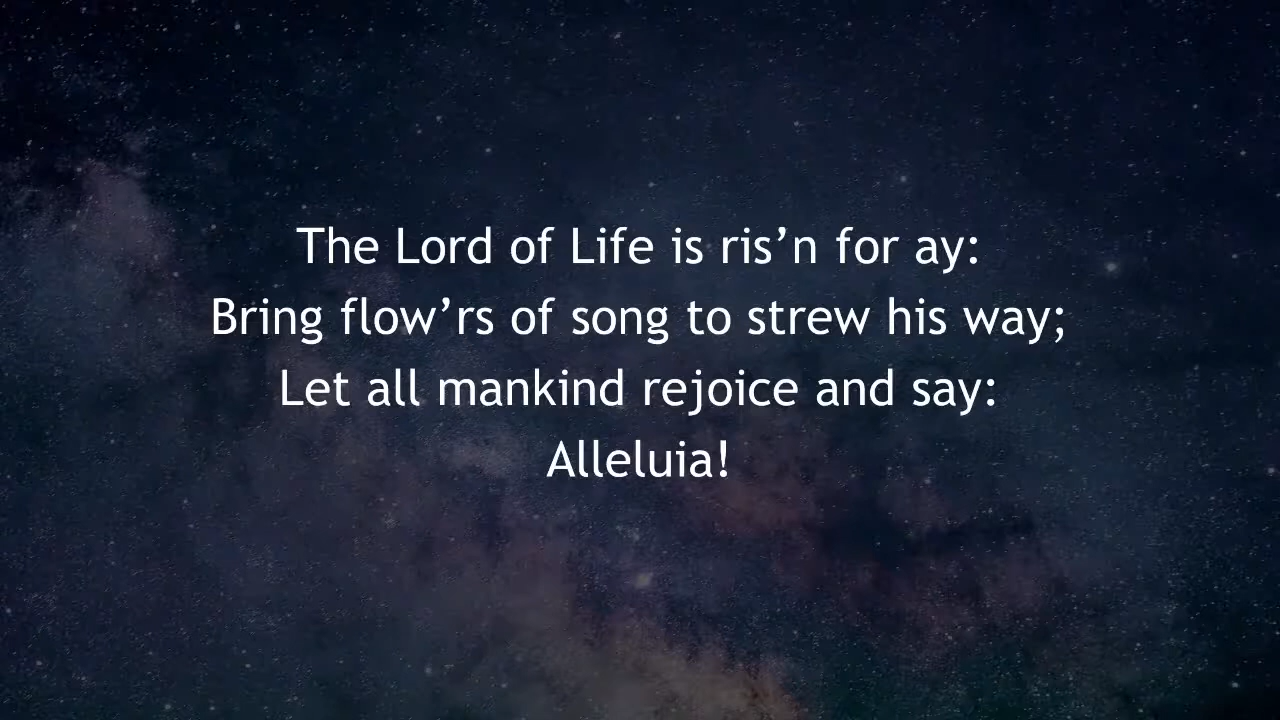 The Lord of Life is ris’n for ay:
Bring flow’rs of song to strew his way;
Let all mankind rejoice and say:
Alleluia!